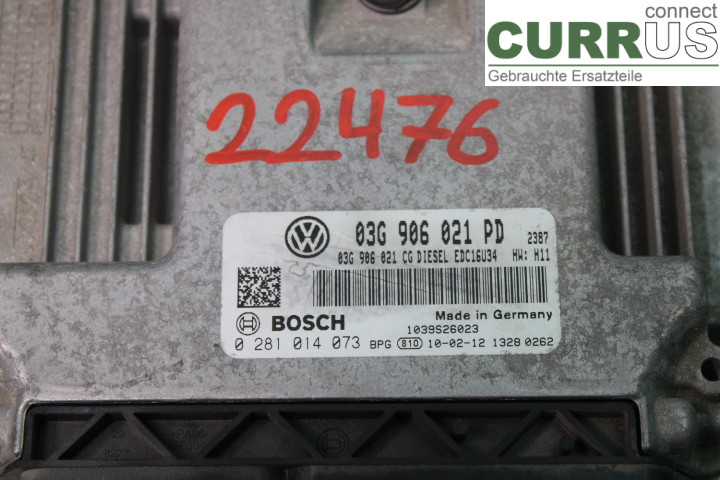 connect
CURRUS
Gebrauchte Ersatzteile
22476
03G 906 021 PD 2387
03G 906 021 CG DIESEL EDC16U34 HW: H11
Made in Germany
BOSCH 1039S26023
0 281 014 073 BPG 810 10-02-12 1328 0262